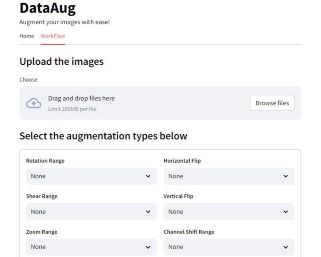 DataAug
Augment your images with ease!
Home WorkFlow
Upload the images
Choose
Drag and drop files here
Limit 200MB per file
Browse files
Select the augmentation types below
Rotation Range Horizontal Flip
None None
Shear Range Vertical Flip
None None
Zoom Range Channel Shift Range
None None